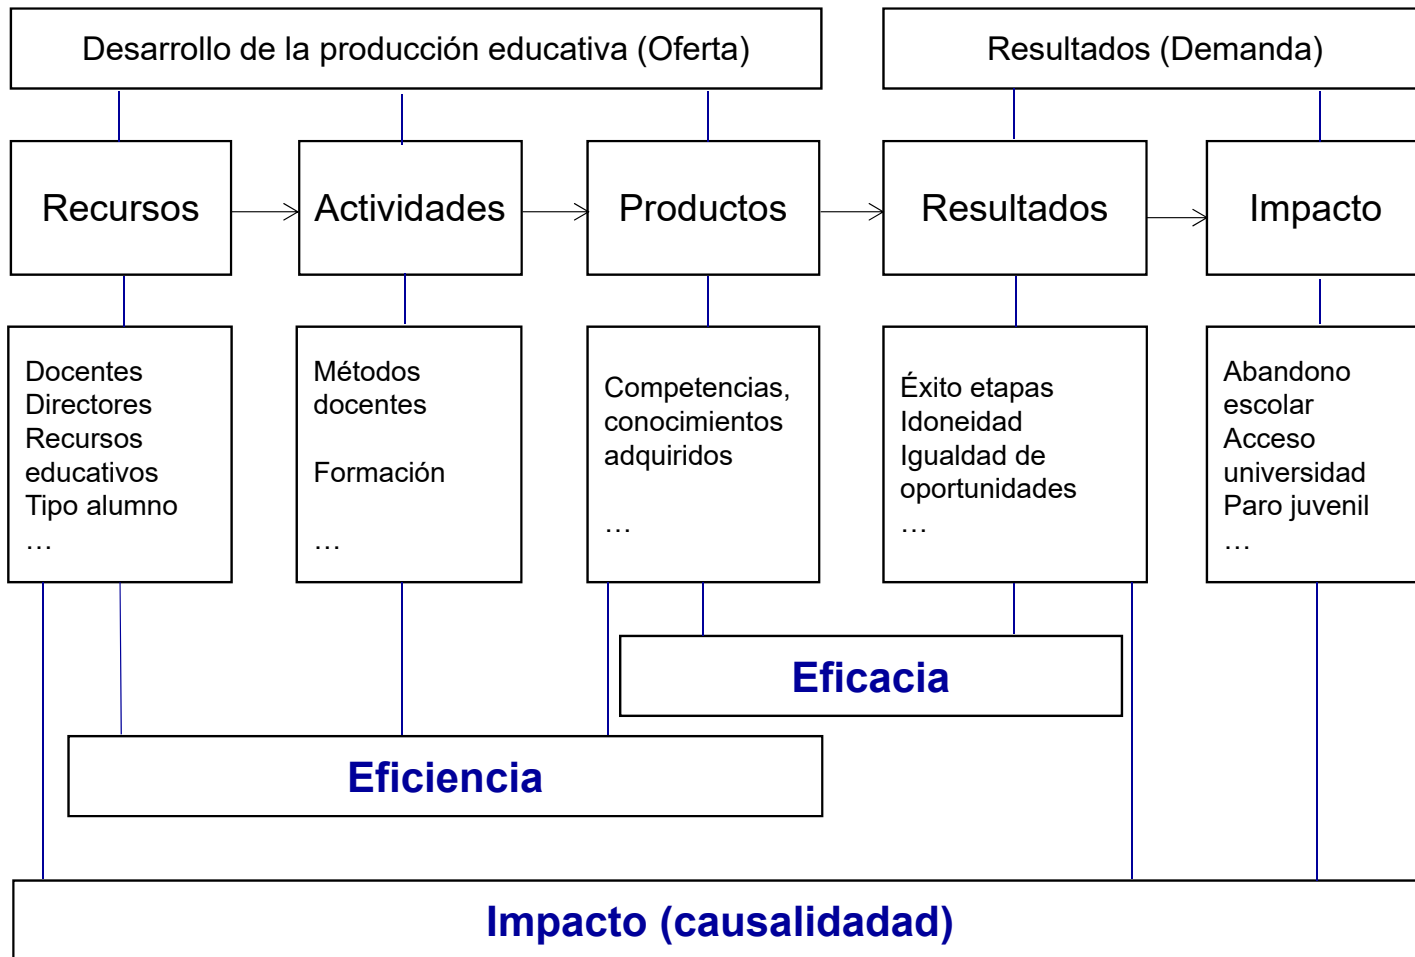 Desarrollo de la producción educativa (Oferta)
Resultados (Demanda)
Recursos
Actividades
Productos
Resultados
Impacto
Docentes
Directores
Recursos
educativos
Tipo alumno
…
Métodos
docentes
Formación
…
Competencias,
conocimientos
adquiridos
…
Éxito etapas
Idoneidad
Igualdad de
oportunidades
…
Abandono
escolar
Acceso
universidad
Paro juvenil
…
Eficacia
Eficiencia
Impacto (causalidadad)